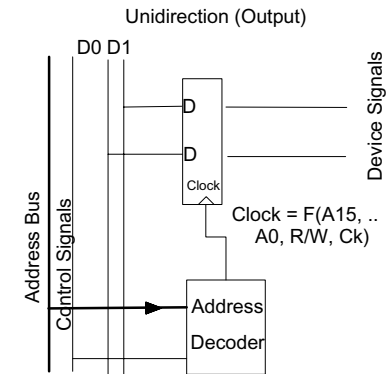 Unidirection (Output)
D0 D1
D
D
Clock
Device Signals
Clock = F(A15, ..
A0, R/W, Ck)
Address Bus
Control Signals
Address
Decoder